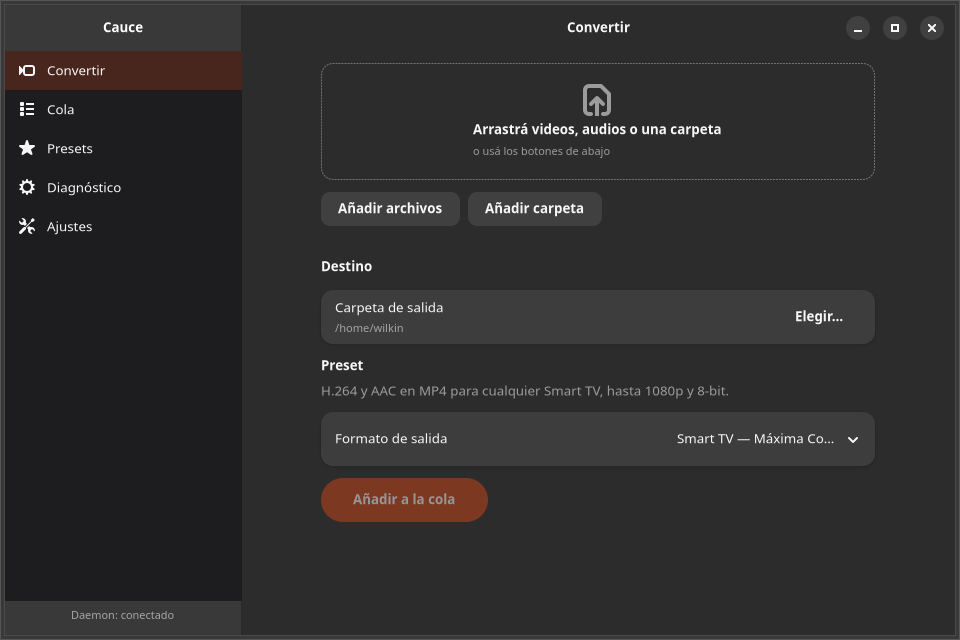 Cauce
Convertir
Convertir
Cola
Presets
Diagnóstico
Ajustes
Arrastrá videos, audios o una carpeta
o usá los botones de abajo
Añadir archivos
Añadir carpeta
Destino
Carpeta de salida
/home/wilkin
Elegir...
Preset
H.264 y AAC en MP4 para cualquier Smart TV, hasta 1080p y 8-bit.
Formato de salida
Smart TV — Máxima Co...
Añadir a la cola
Daemon: conectado